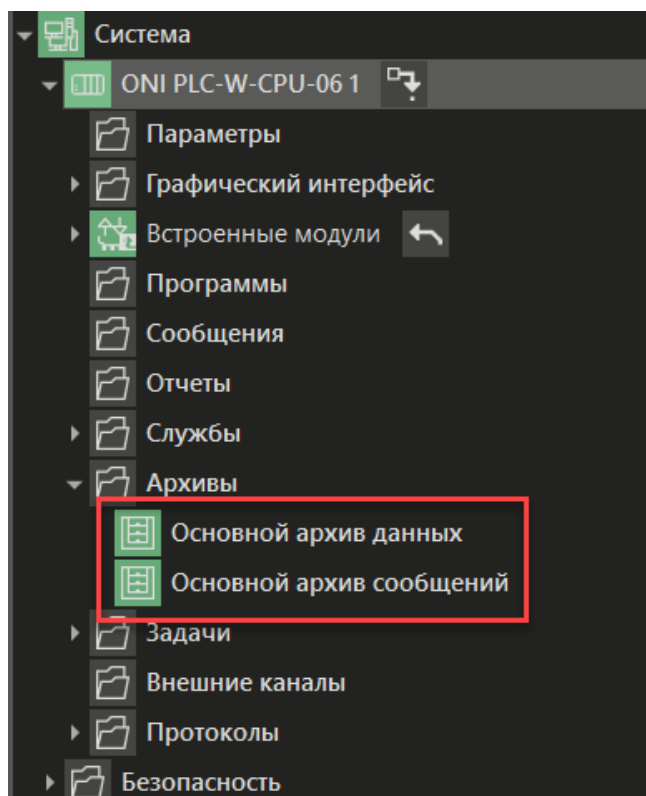 Система
ONI PLC-W-CPU-06 1
Параметры
Графический интерфейс
Встроенные модули
Программы
Сообщения
Отчеты
Службы
Архивы
Основной архив данных
Основной архив сообщений
Задачи
Внешние каналы
Протоколы
Безопасность